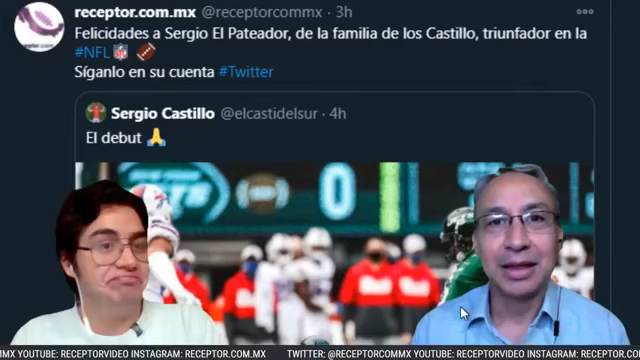 receptor.com.mx @receptorcommx · 3h
Felicidades a Sergio El Pateador, de la familia de los Castillo, triunfador en la
#NFL
Síganlo en su cuenta #Twitter
Sergio Castillo @elcastidelsur · 4h
El debut 🙏
0
MMX YOUTUBE: RECEPTORVIDEO INSTAGRAM: RECEPTOR.COM.MX TWITTER: @RECEPTORCOMMX YOUTUBE: RECEPTORVIDEO INSTAGRAM: RECEPTOR.CO